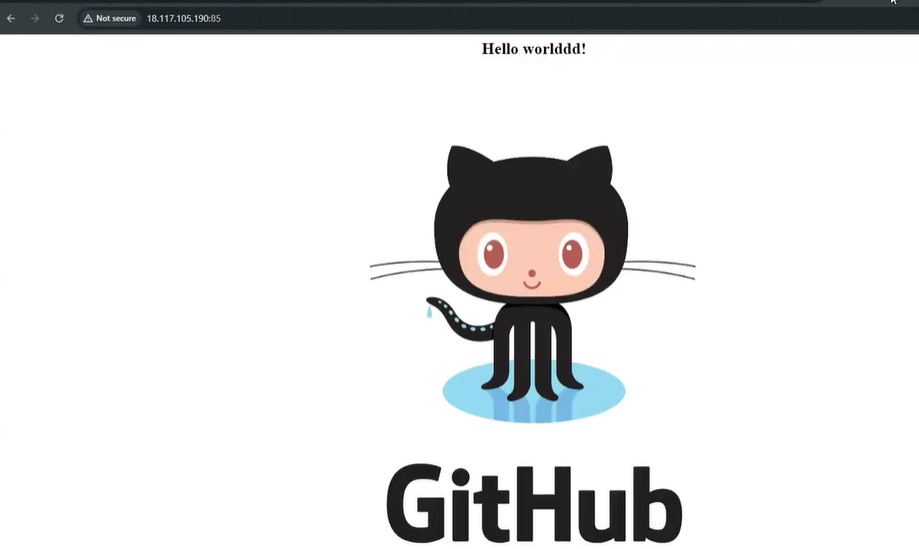 Not secure 18.117.105.190:85
Hello worlddd!
GitHub